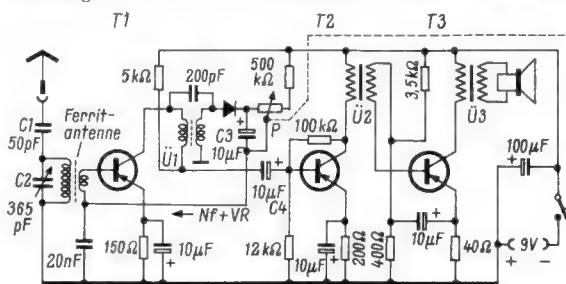 T1
T2
T3
5kΩ
200pF
500
kΩ
P
3,5kΩ
Ü1
Ü2
Ü3
C1
50pF
Ferrit-
antenne
C3
10µF
100kΩ
10µF
C4
100µF
C2
365
pF
Nf+VR
20nF
150Ω
10µF
12kΩ
10µF
200Ω
400Ω
10µF
40Ω
9V
+ -